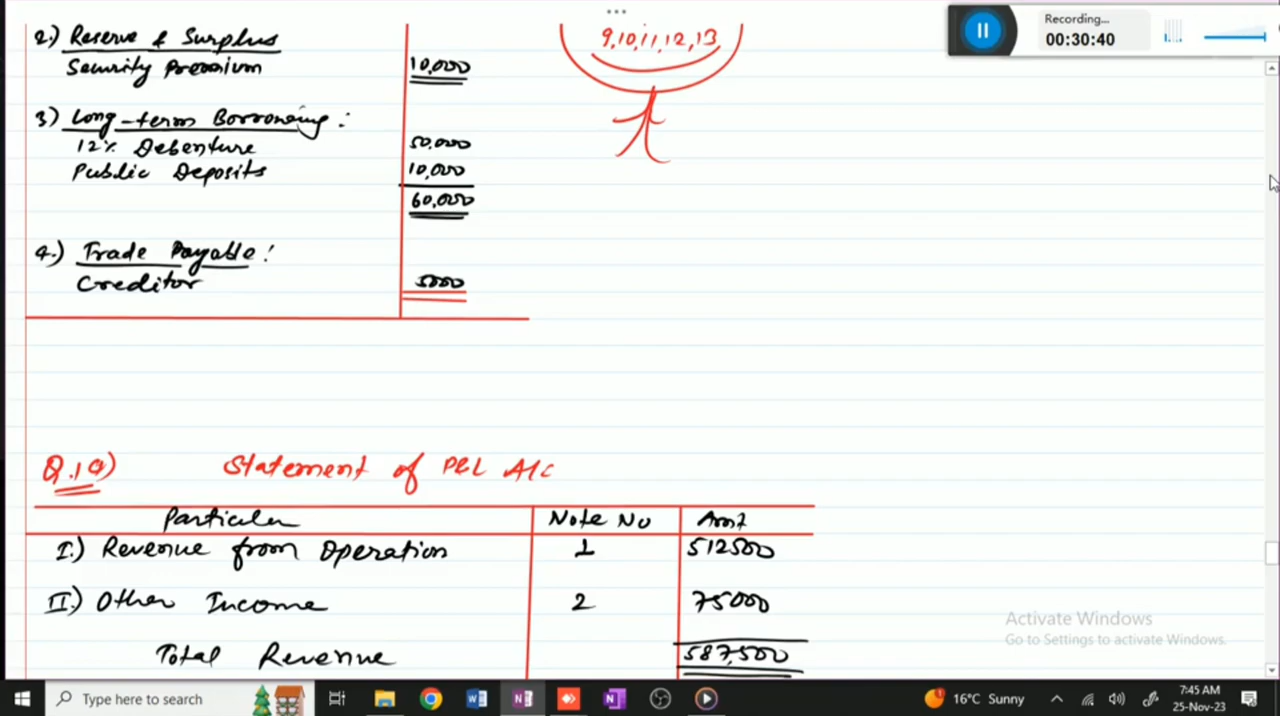 2.) Reserve & Surplus
Security Premium 10,000
9,10,11,12,13
Recording...
00:30:40
3) Long-term Borrowing :
12% Debenture 50,000
Public Deposits 10,000
60,000
4.) Trade Payable :
Creditor 5000
Q.10) Statement of P&L A/c
Particular Note No Amt
I.) Revenue from Operation 1 512500
II.) Other Income 2 75000
Total Revenue 587,500
Activate Windows
Go to Settings to activate Windows.
Type here to search
16°C Sunny
7:45 AM
25-Nov-23